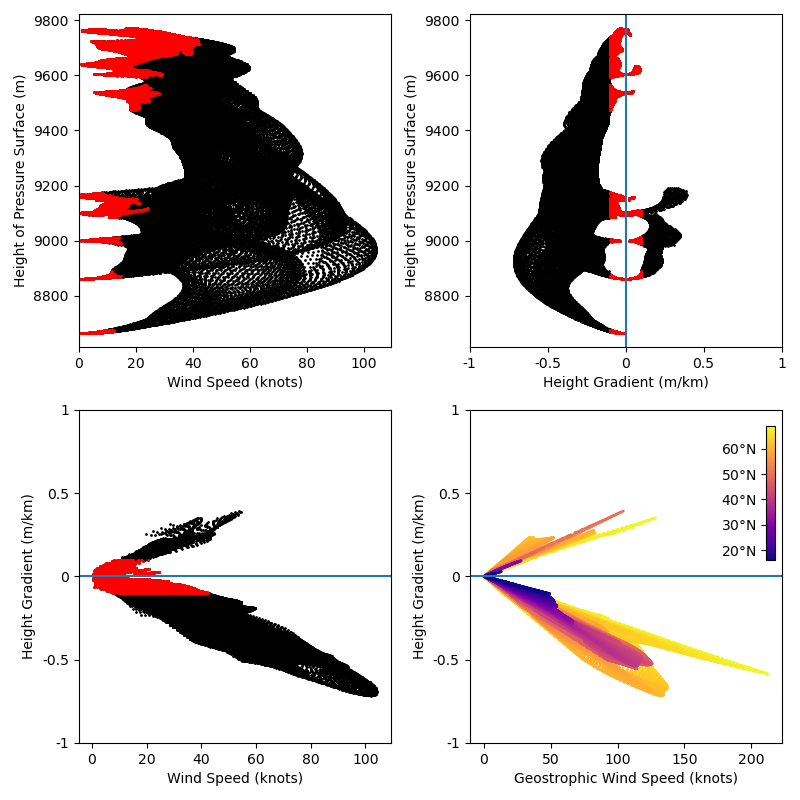 9800
9600
9400
9200
9000
8800
Height of Pressure Surface (m)
0 20 40 60 80 100
Wind Speed (knots)
9800
9600
9400
9200
9000
8800
Height of Pressure Surface (m)
-1 -0.5 0 0.5 1
Height Gradient (m/km)
1
0.5
0
-0.5
-1
Height Gradient (m/km)
0 20 40 60 80 100
Wind Speed (knots)
1
0.5
0
-0.5
-1
Height Gradient (m/km)
60°N
50°N
40°N
30°N
20°N
0 50 100 150 200
Geostrophic Wind Speed (knots)